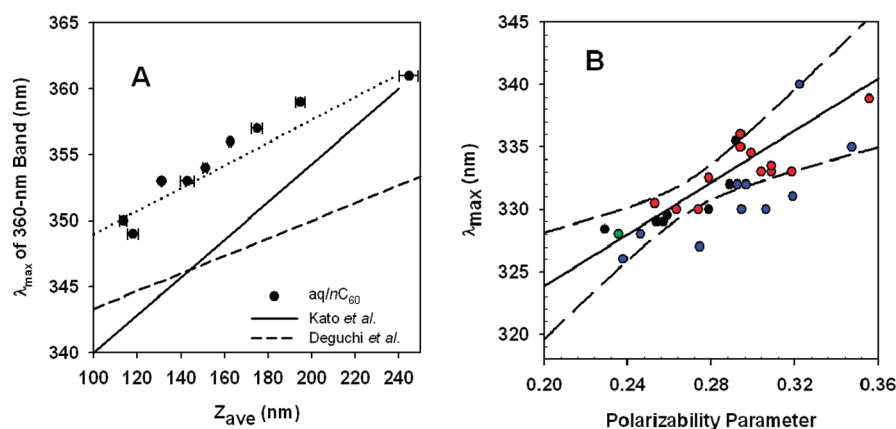 A
λmax of 360-nm Band (nm)
365
360
355
350
345
340
aq/nC60
Kato et al.
Deguchi et al.
100 120 140 160 180 200 220 240
Zave (nm)
B
λmax (nm)
345
340
335
330
325
320
0.20 0.24 0.28 0.32 0.36
Polarizability Parameter